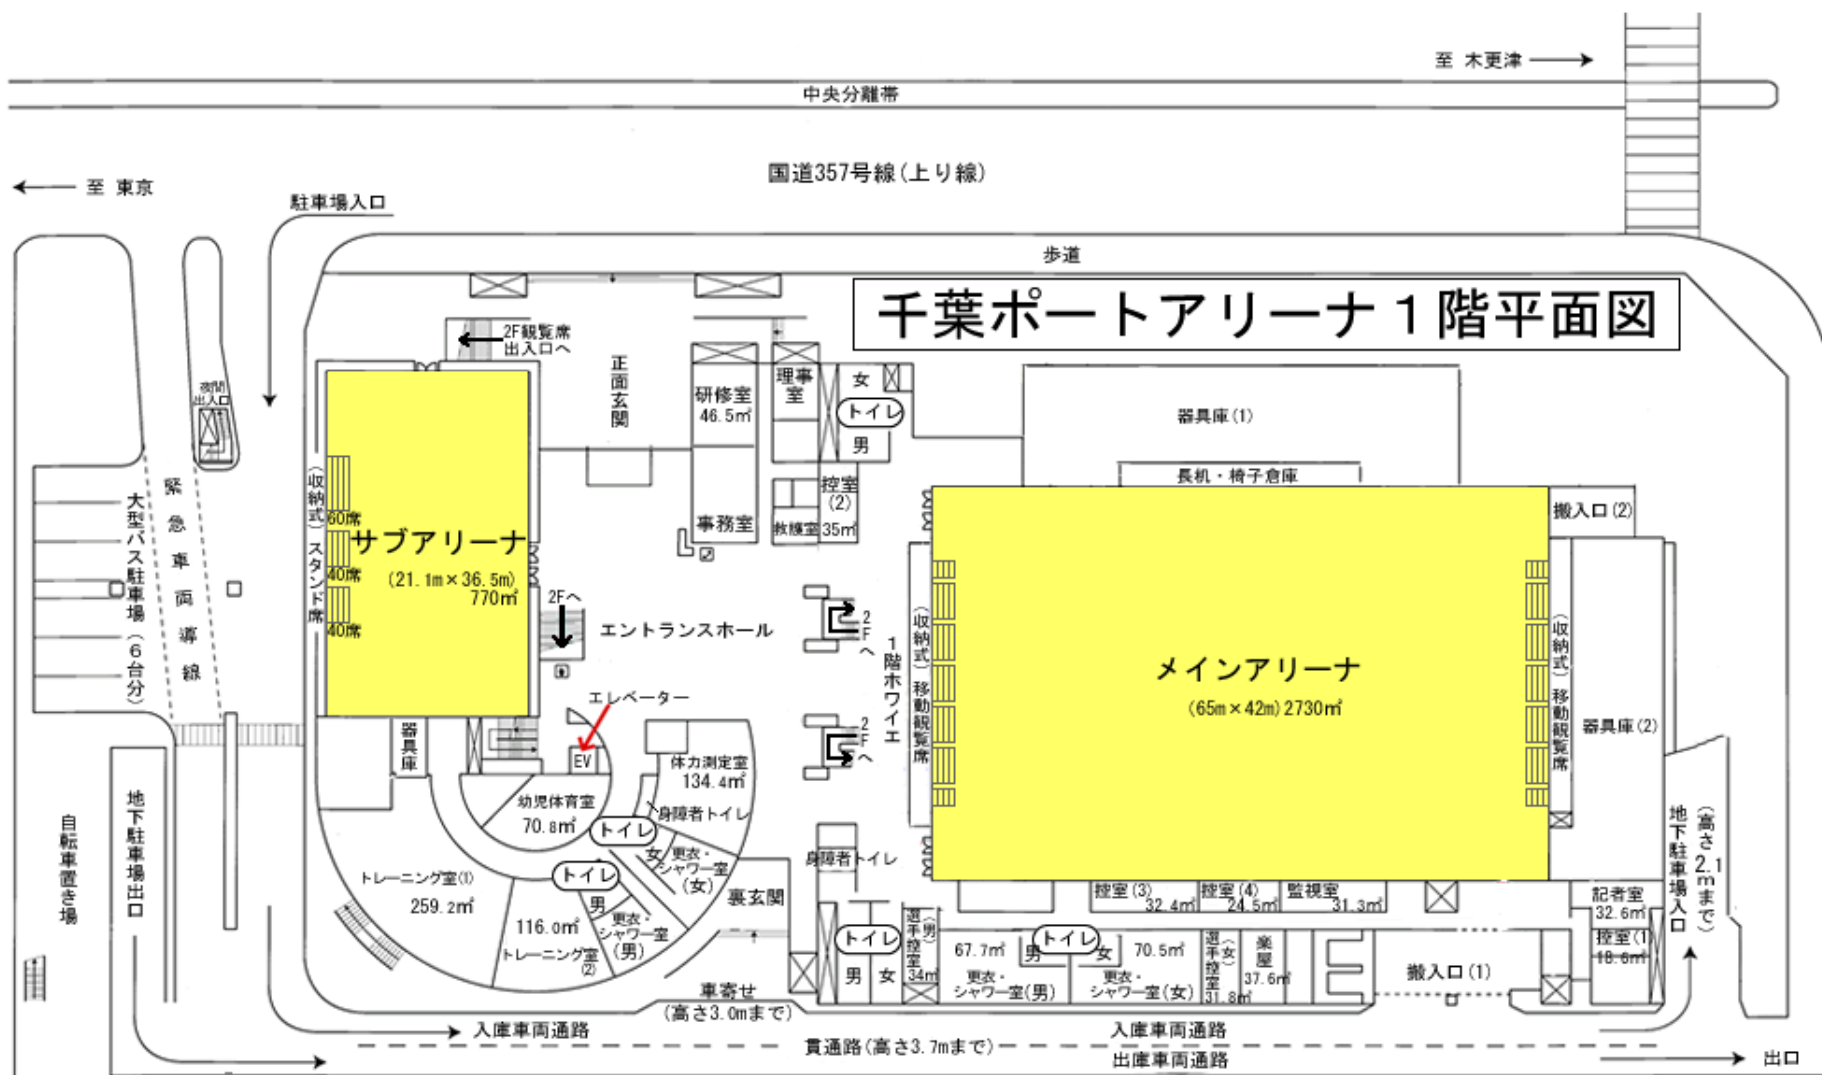 至 木更津
中央分離帯
国道357号線(上り線)
至 東京
駐車場入口
歩道
千葉ポートアリーナ１階平面図
2F観覧席
出入口へ
正面玄関
夜間
出入口
研修室
46.5㎡
理事
室
女
トイレ
男
器具庫(1)
長机・椅子倉庫
緊急車両導線
大型バス駐車場（6台分）
(収納式)スタンド席
60席
40席
40席
サブアリーナ
(21.1m×36.5m)
770㎡
事務室
救護室
控室
(2)
35㎡
搬入口(2)
2Fへ
エントランスホール
2Fへ
2Fへ
1階ホワイエ
(収納式)移動観覧席
メインアリーナ
(65m×42m)2730㎡
(収納式)移動観覧席
器具庫(2)
エレベーター
EV
器具庫
体力測定室
134.4㎡
身障者トイレ
幼児体育室
70.8㎡
トイレ
女
更衣・
シャワー室
(女)
トイレ
男
更衣・
シャワー室
(男)
トレーニング室(1)
259.2㎡
116.0㎡
トレーニング室
(2)
裏玄関
身障者トイレ
自転車置き場
地下駐車場出口
地下駐車場入口
(高さ2.1mまで)
控室(3)
32.4㎡
控室(4)
24.5㎡
監視室
31.3㎡
記者室
32.6㎡
控室(1)
18.6㎡
トイレ
男
女
選手控室(男)
34㎡
67.7㎡
男
更衣・
シャワー室(男)
トイレ
女
70.5㎡
更衣・
シャワー室(女)
選手控室(女)
31.8㎡
楽屋
37.6㎡
搬入口(1)
車寄せ
(高さ3.0mまで)
入庫車両通路
入庫車両通路
貫通路(高さ3.7mまで)
出庫車両通路
出口